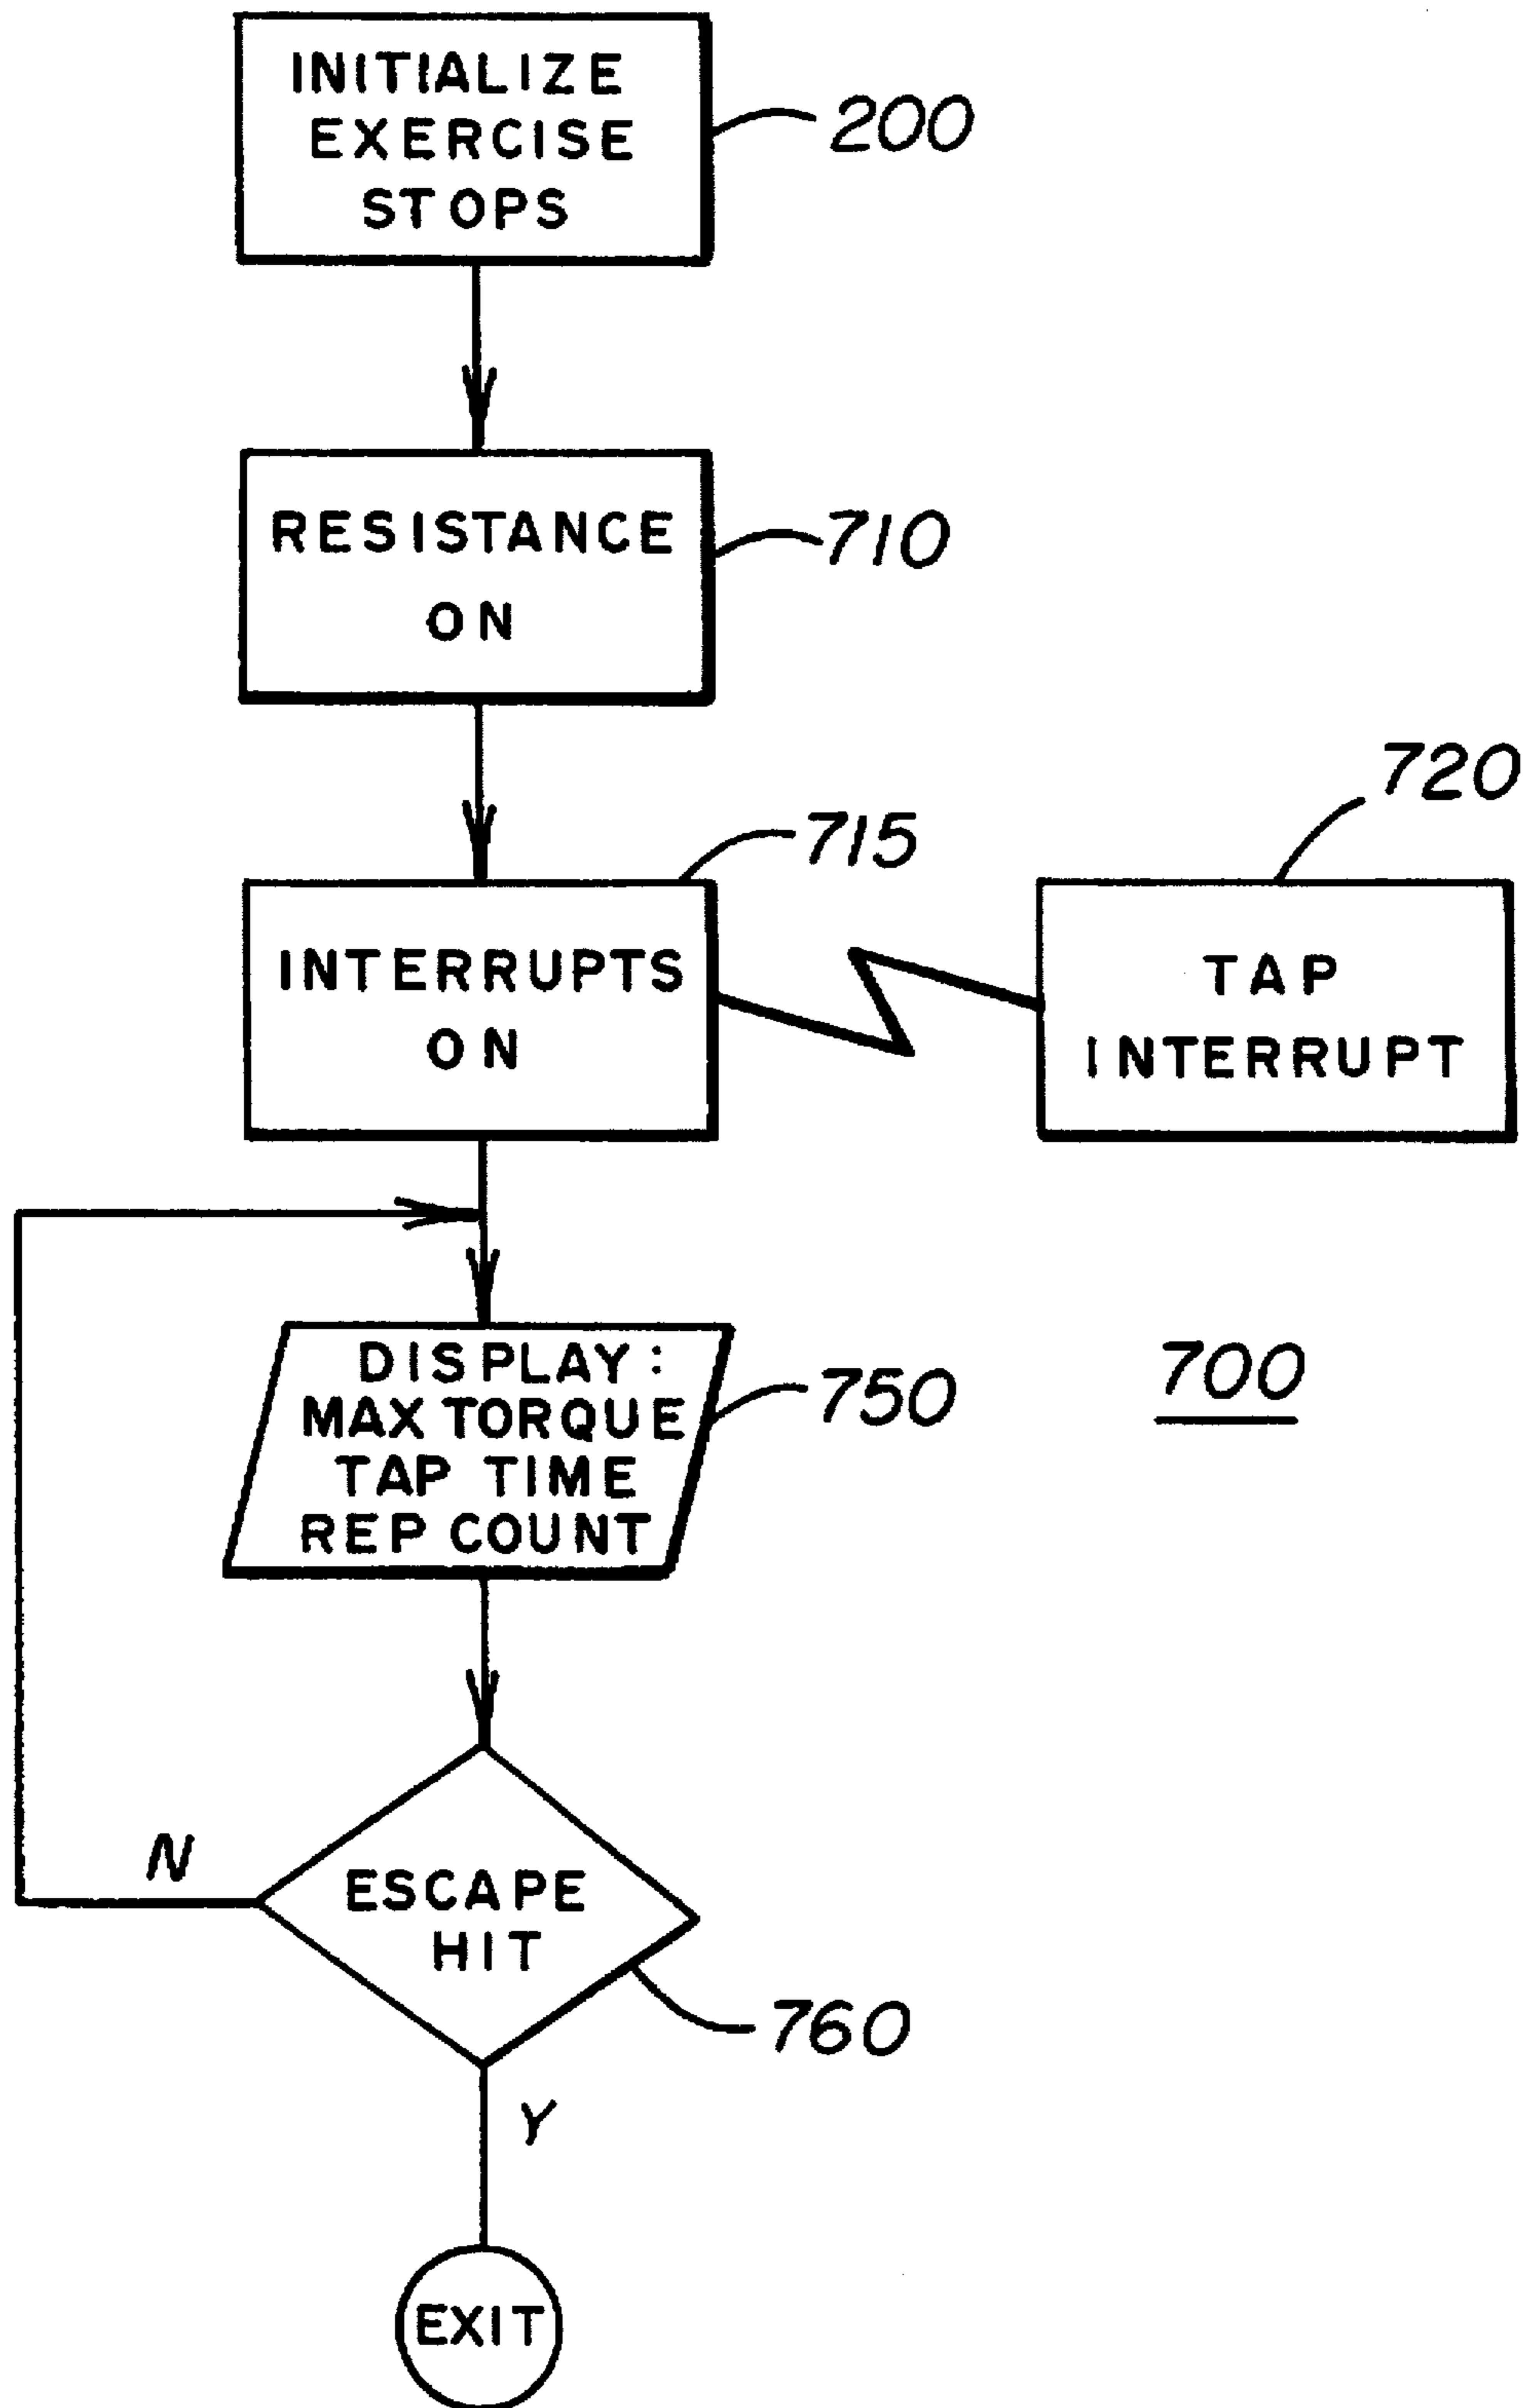 INITIALIZE
EXERCISE
STOPS
200
RESISTANCE
ON
710
INTERRUPTS
ON
715
TAP
INTERRUPT
720
DISPLAY:
MAX TORQUE
TAP TIME
REP COUNT
750
700
ESCAPE
HIT
N
760
Y
EXIT